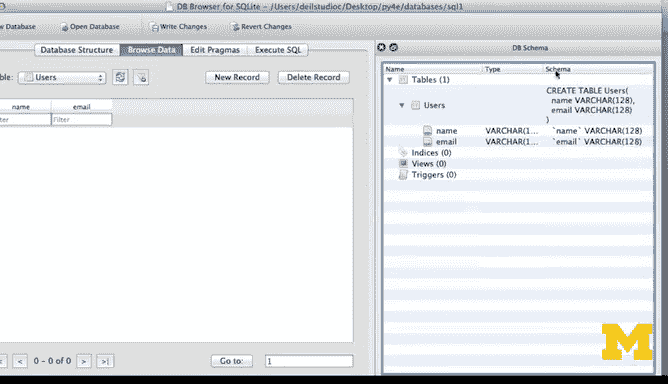 DB Browser for SQLite - /Users/deilstudioc/Desktop/py4e/databases/sql1
w Database Open Database Write Changes Revert Changes
Database Structure Browse Data Edit Pragmas Execute SQL
DB Schema
ble: Users New Record Delete Record
Name Type Schema
Tables (1)
CREATE TABLE Users(
Users name VARCHAR(128),
email VARCHAR(128)
)
name email
ter Filter
name VARCHAR(1... `name` VARCHAR(128)
email VARCHAR(1... `email` VARCHAR(128)
Indices (0)
Views (0)
Triggers (0)
M
< 0 - 0 of 0 > >| Go to: 1